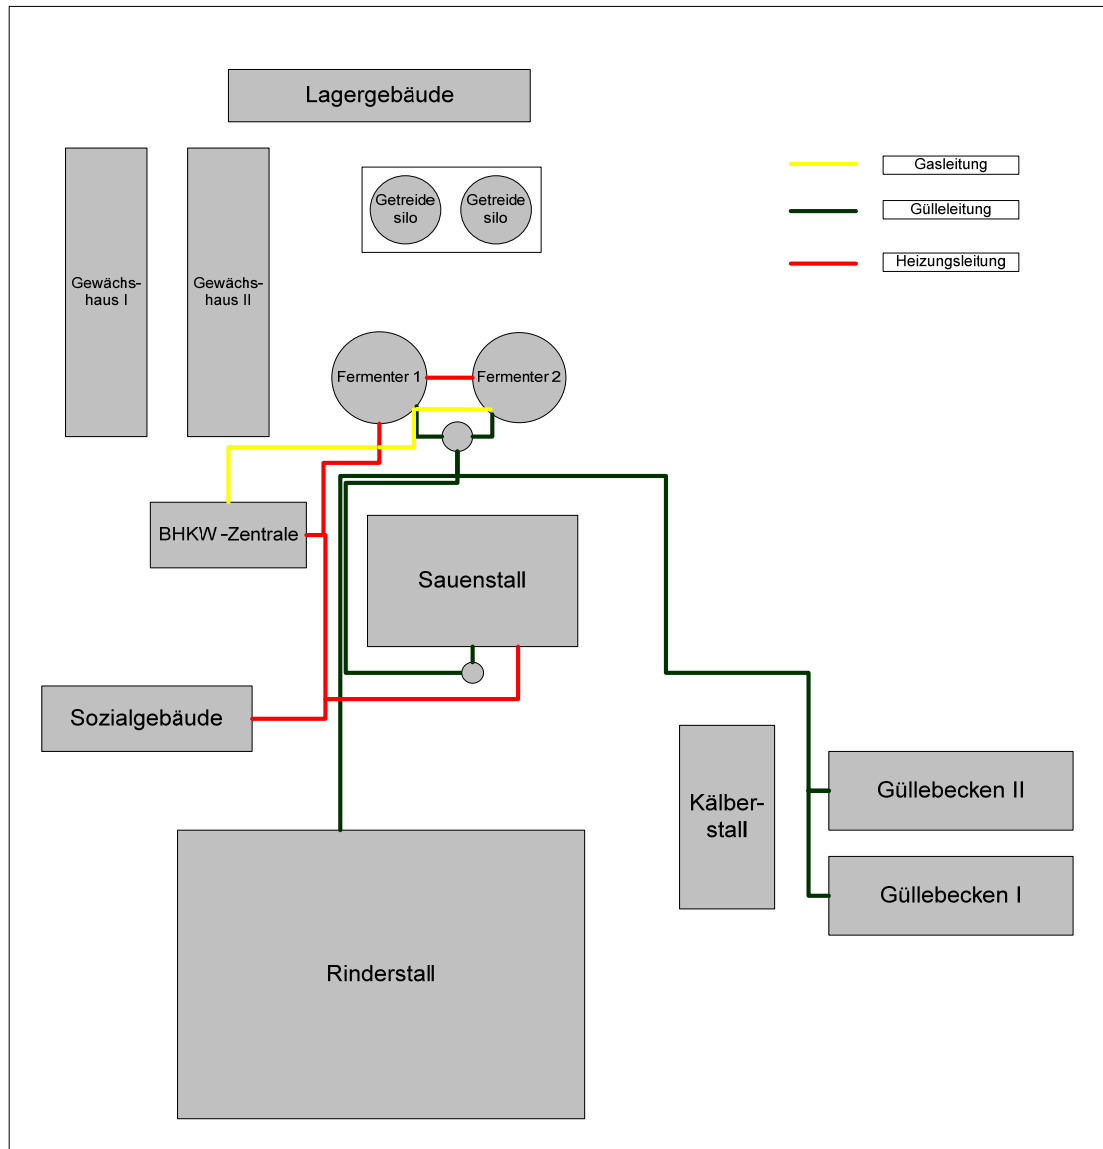 Lagergebäude
Gasleitung
Gülleleitung
Heizungsleitung
Getreide
silo
Getreide
silo
Gewächs-
haus I
Gewächs-
haus II
Fermenter 1
Fermenter 2
BHKW -Zentrale
Sauenstall
Sozialgebäude
Kälber-
stall
Güllebecken II
Güllebecken I
Rinderstall